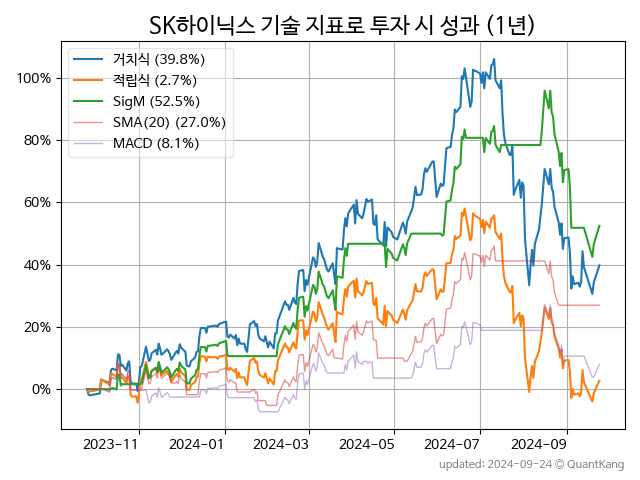 SK하이닉스 기술 지표로 투자 시 성과 (1년)
거치식 (39.8%)
적립식 (2.7%)
SigM (52.5%)
SMA(20) (27.0%)
MACD (8.1%)
100%
80%
60%
40%
20%
0%
2023-11 2024-01 2024-03 2024-05 2024-07 2024-09
updated: 2024-09-24 © QuantKang